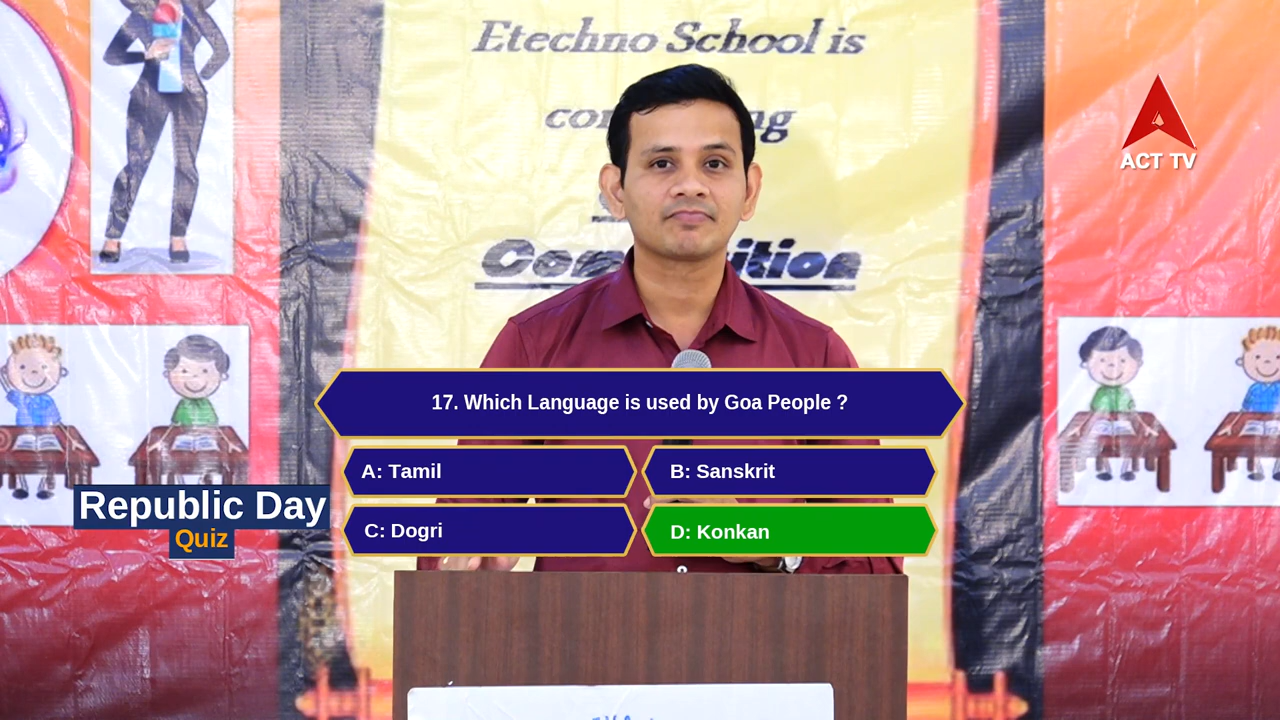 Etechno School is
ACT TV
17. Which Language is used by Goa People ?
A: Tamil
B: Sanskrit
C: Dogri
D: Konkan
Republic Day
Quiz